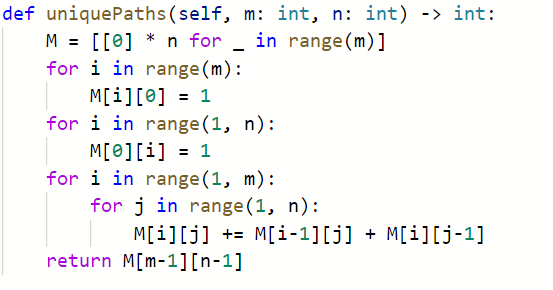 def uniquePaths(self, m: int, n: int) -> int:
    M = [[0] * n for _ in range(m)]
    for i in range(m):
        M[i][0] = 1
    for i in range(1, n):
        M[0][i] = 1
    for i in range(1, m):
        for j in range(1, n):
            M[i][j] += M[i-1][j] + M[i][j-1]
    return M[m-1][n-1]